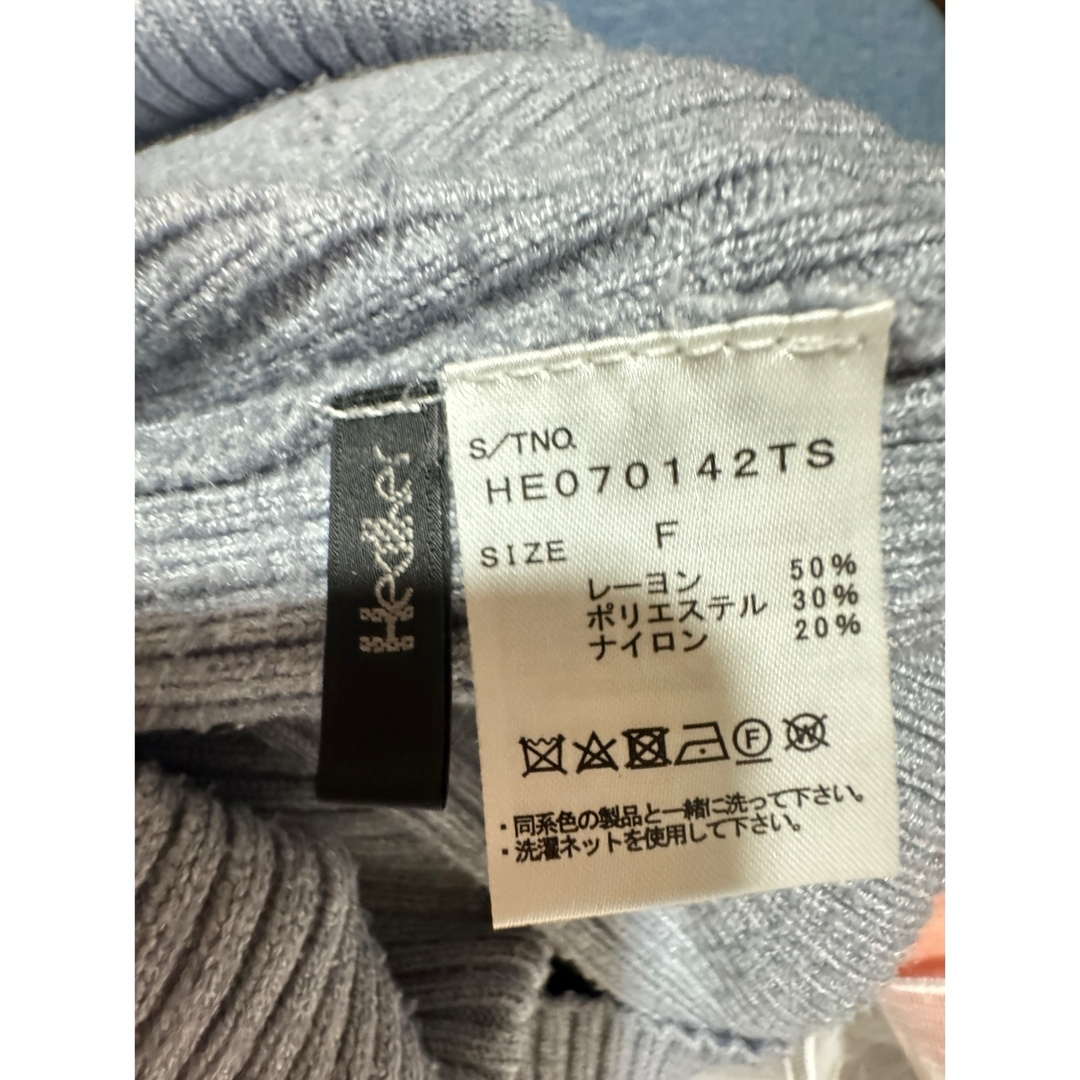 Heather
S/TNO.
HE070142TS
SIZE F
レーヨン 50%
ポリエステル 30%
ナイロン 20%
F
W
・同系色の製品と一緒に洗って下さい。
・洗濯ネットを使用して下さい。